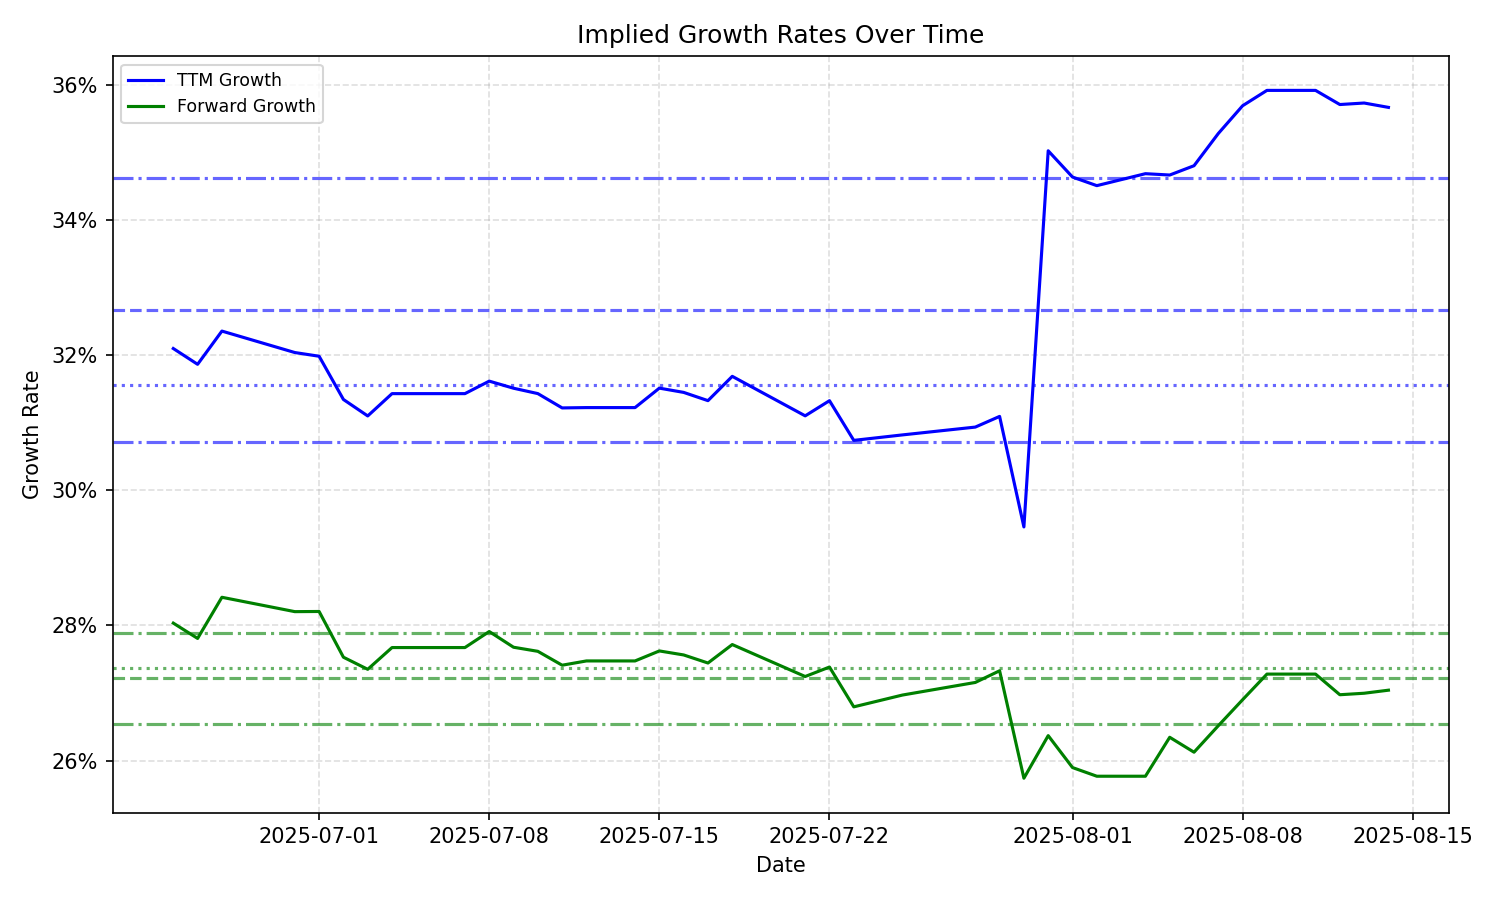 Implied Growth Rates Over Time
TTM Growth
Forward Growth
36%
34%
32%
30%
28%
26%
Growth Rate
2025-07-01
2025-07-08
2025-07-15
2025-07-22
2025-08-01
2025-08-08
2025-08-15
Date